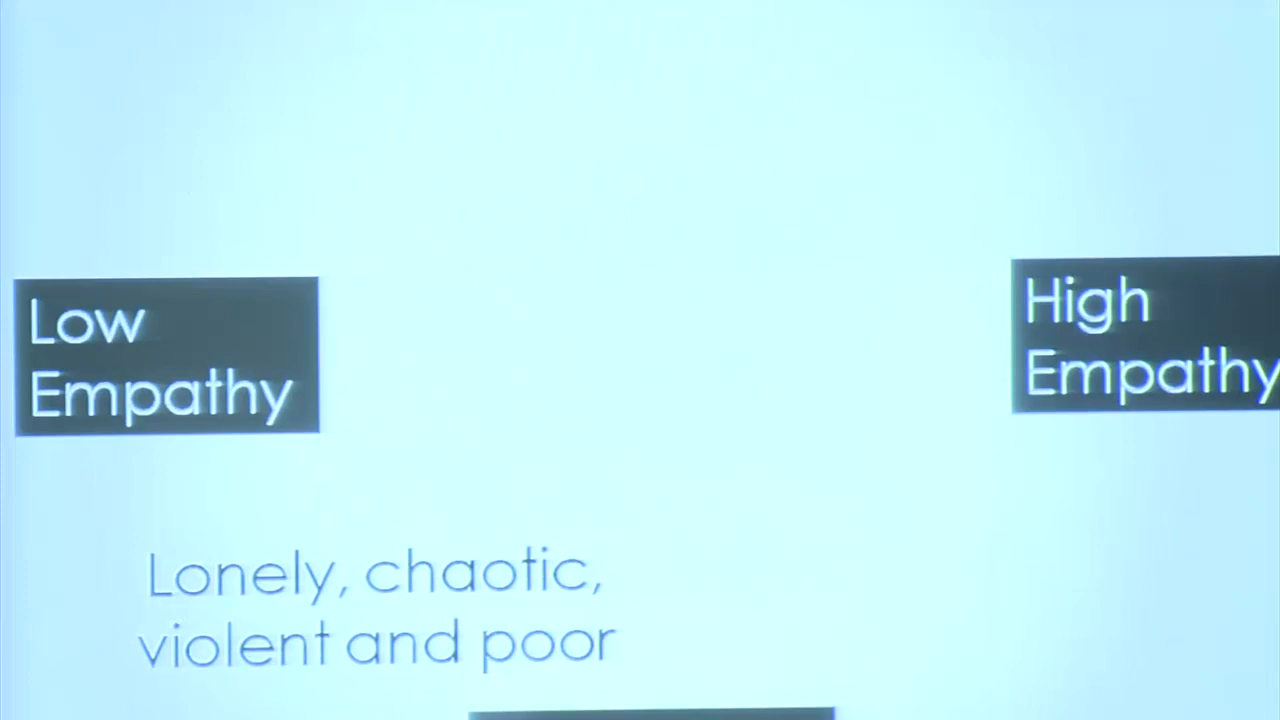 Low
Empathy
High
Empathy
Lonely, chaotic,
violent and poor